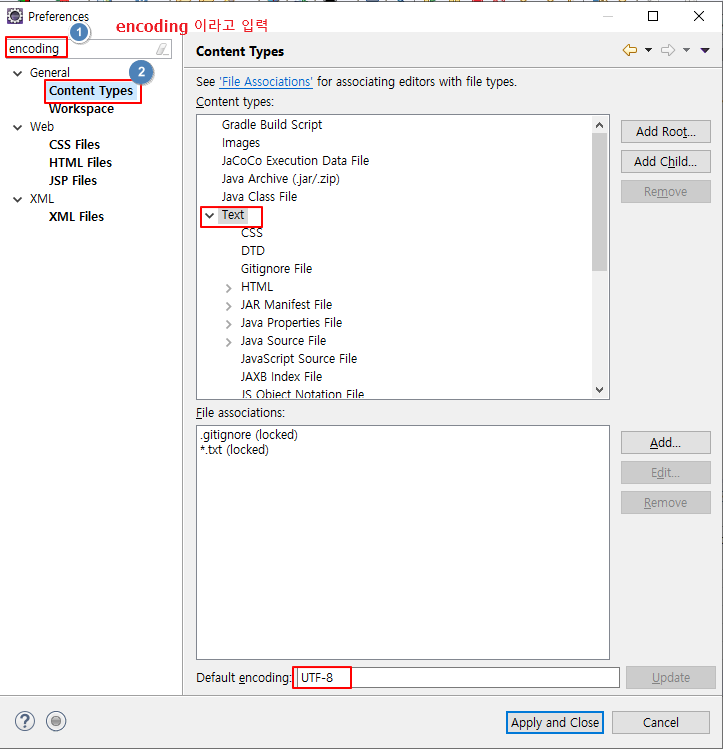 Preferences
1
encoding 이라고 입력
encoding
2
General
Content Types
Workspace
Web
CSS Files
HTML Files
JSP Files
XML
XML Files
Content Types
See 'File Associations' for associating editors with file types.
Content types:
Gradle Build Script
Images
JaCoCo Execution Data File
Java Archive (.jar/.zip)
Java Class File
Text
CSS
DTD
Gitignore File
HTML
JAR Manifest File
Java Properties File
Java Source File
JavaScript Source File
JAXB Index File
JS Object Notation File
Add Root...
Add Child...
Remove
File associations:
.gitignore (locked)
*.txt (locked)
Add...
Edit...
Remove
Default encoding: UTF-8
Update
?
Apply and Close
Cancel